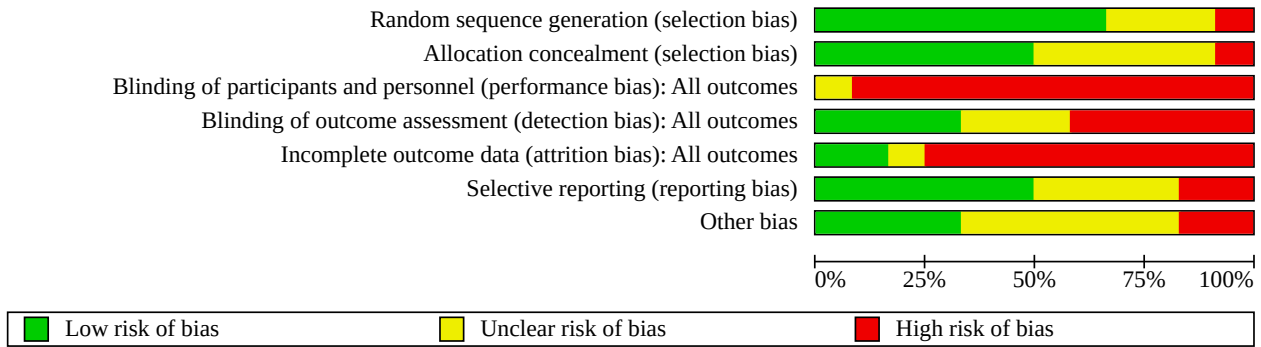 Random sequence generation (selection bias)
Allocation concealment (selection bias)
Blinding of participants and personnel (performance bias): All outcomes
Blinding of outcome assessment (detection bias): All outcomes
Incomplete outcome data (attrition bias): All outcomes
Selective reporting (reporting bias)
Other bias
0% 25% 50% 75% 100%
Low risk of bias Unclear risk of bias High risk of bias